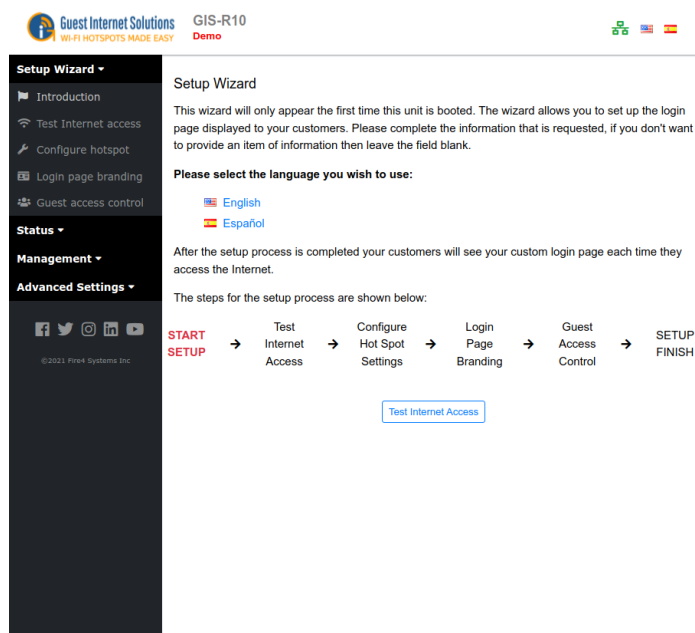 Guest Internet Solutions
WI-FI HOTSPOTS MADE EASY
GIS-R10
Demo
Setup Wizard
Introduction
Test Internet access
Configure hotspot
Login page branding
Guest access control
Status
Management
Advanced Settings
©2021 Fire4 Systems Inc
Setup Wizard
This wizard will only appear the first time this unit is booted. The wizard allows you to set up the login
page displayed to your customers. Please complete the information that is requested, if you don't want
to provide an item of information then leave the field blank.
Please select the language you wish to use:
English
Español
After the setup process is completed your customers will see your custom login page each time they
access the Internet.
The steps for the setup process are shown below:
START
SETUP
Test
Internet
Access
Configure
Hot Spot
Settings
Login
Page
Branding
Guest
Access
Control
SETUP
FINISH
Test Internet Access